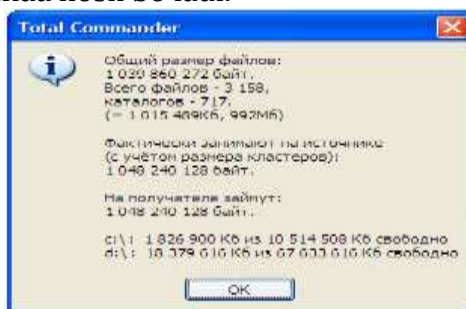 Total Commander
Общий размер файлов:
1 039 860 272 байт.
Всего файлов - 3 158,
каталогов - 717.
(= 1 015 489Кб, 992Мб)
Фактически занимают на источнике
(с учётом размера кластеров):
1 048 240 128 байт.
На получателе займут:
1 048 240 128 байт.
c:\: 1 826 900 Кб из 10 514 508 Кб свободно
d:\: 18 379 616 Кб из 67 633 616 Кб свободно
OK